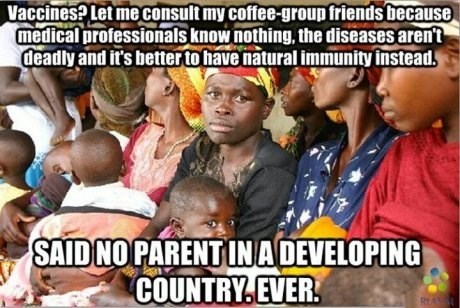 Vaccines? Let me consult my coffee-group friends because
medical professionals know nothing, the diseases aren't
deadly and it's better to have natural immunity instead.
SAID NO PARENT IN A DEVELOPING
COUNTRY. EVER.